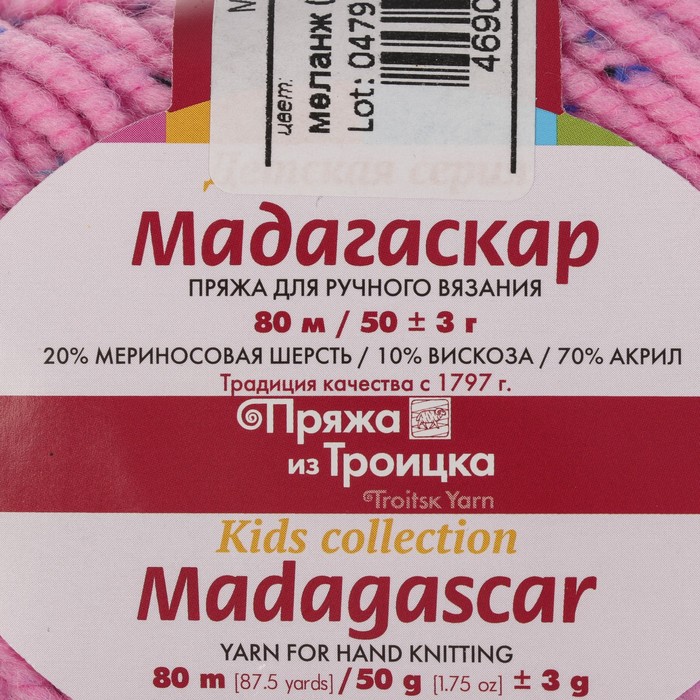 цвет:
меланж (
Lot: 0479
4690
Детская серия
Мадагаскар
ПРЯЖА ДЛЯ РУЧНОГО ВЯЗАНИЯ
80 м / 50 ± 3 г
20% МЕРИНОСОВАЯ ШЕРСТЬ / 10% ВИСКОЗА / 70% АКРИЛ
Традиция качества с 1797 г.
Пряжа
из Троицка
Troitsk Yarn
Kids collection
Madagascar
YARN FOR HAND KNITTING
80 m [87.5 yards] / 50 g [1.75 oz] ± 3 g